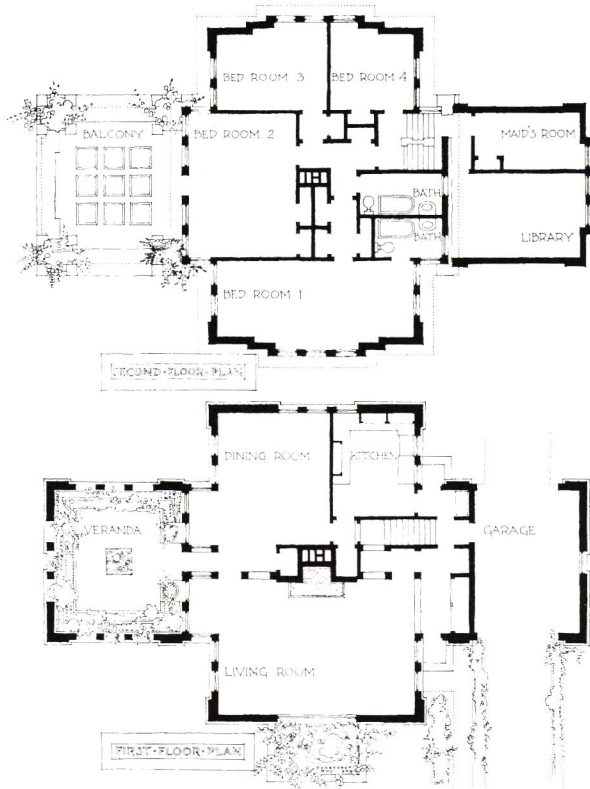 BED ROOM 3
BED ROOM 4
BALCONY
BED ROOM 2
MAID'S ROOM
BATH
BATH
LIBRARY
BED ROOM 1
SECOND·FLOOR·PLAN
DINING ROOM
KITCHEN
VERANDA
GARAGE
LIVING ROOM
FIRST·FLOOR·PLAN